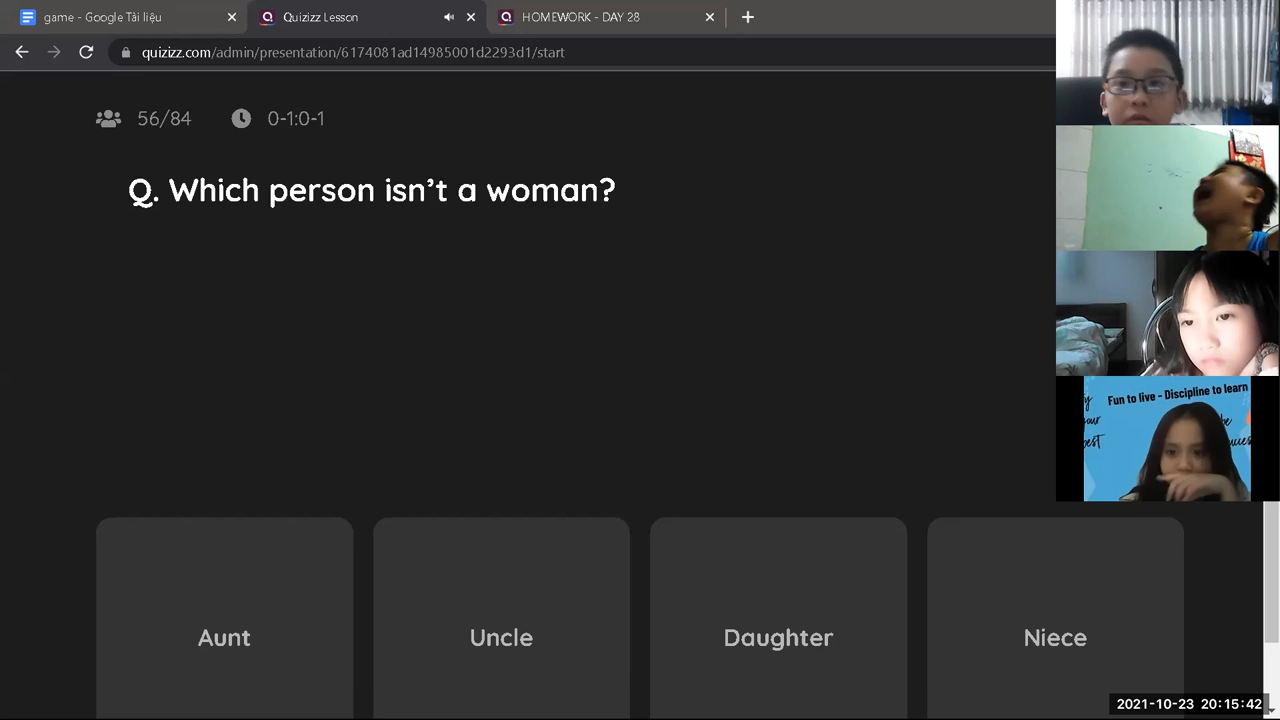 game - Google Tài liệu
Quizizz Lesson
HOMEWORK - DAY 28
quizizz.com/admin/presentation/6174081ad14985001d2293d1/start
56/84
0-1:0-1
Q. Which person isn't a woman?
Fun to live - Discipline to learn
best
Aunt
Uncle
Daughter
Niece
2021-10-23 20:15:42